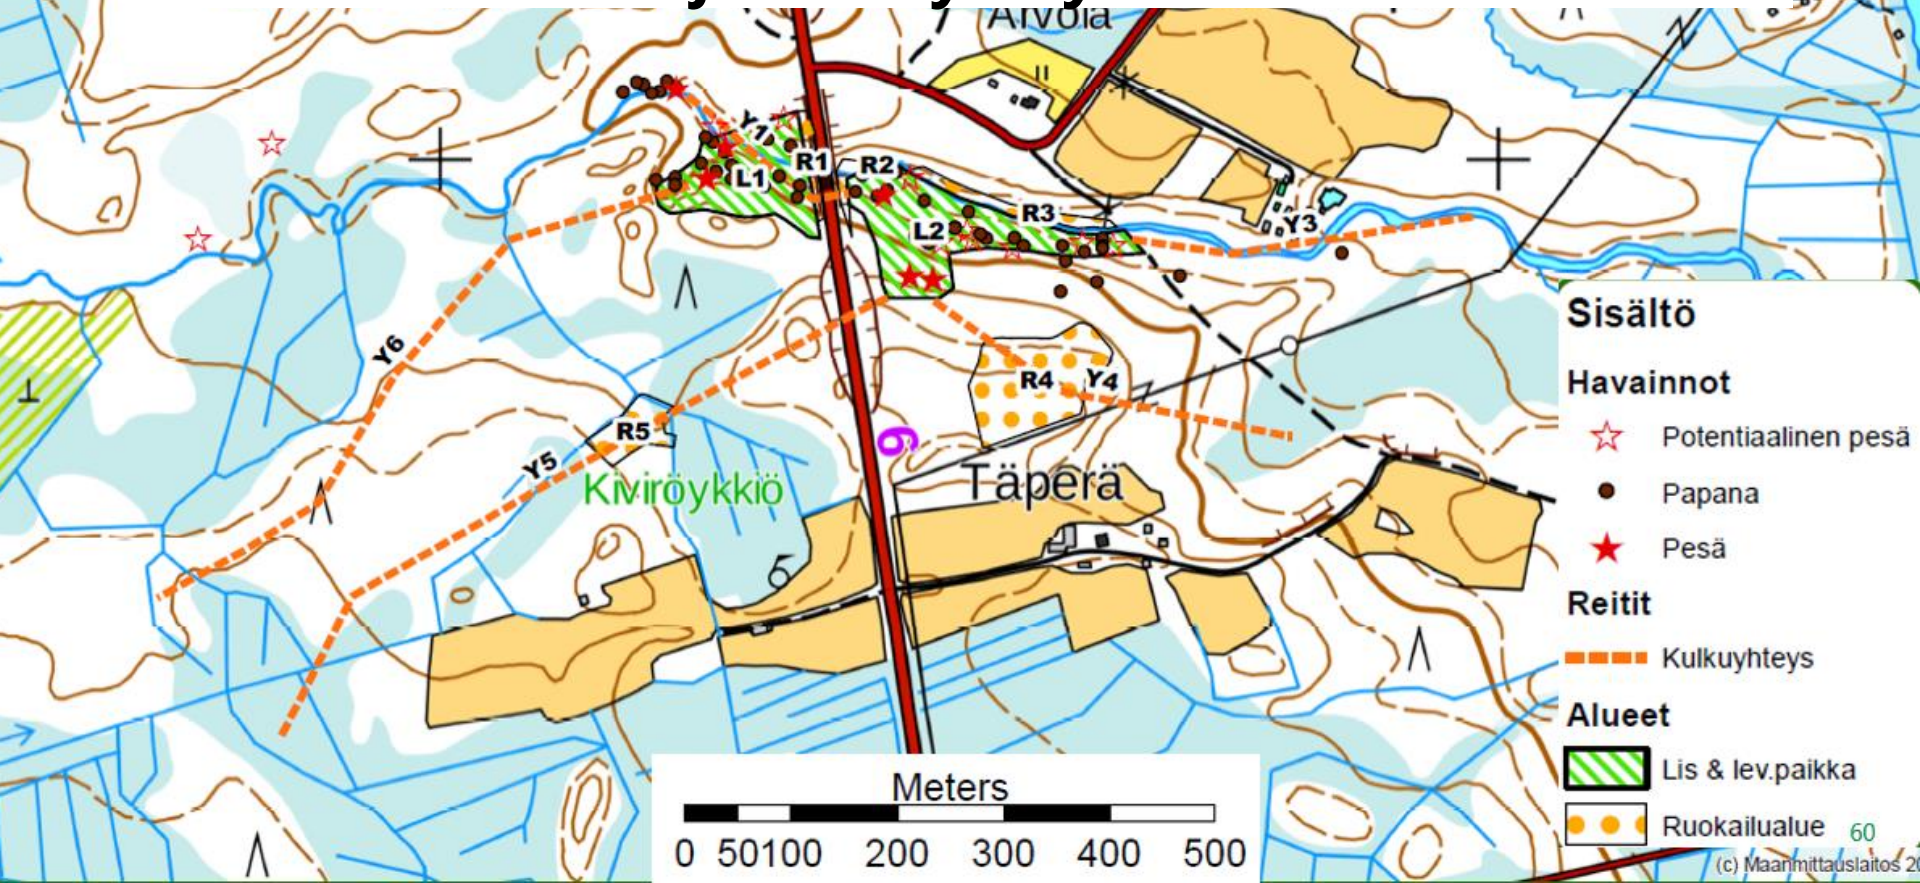 Arvola
Y1
R1
R2
L1
R3
L2
Y3
Y6
R4
Y4
R5
Y5
9
Kiviröykkiö
Täperä
Sisältö
Havainnot
Potentiaalinen pesä
Papana
Pesä
Reitit
Kulkuyhteys
Alueet
Lis & lev.paikka
Ruokailualue
60
(c) Maanmittauslaitos
Meters
0 50100 200 300 400 500